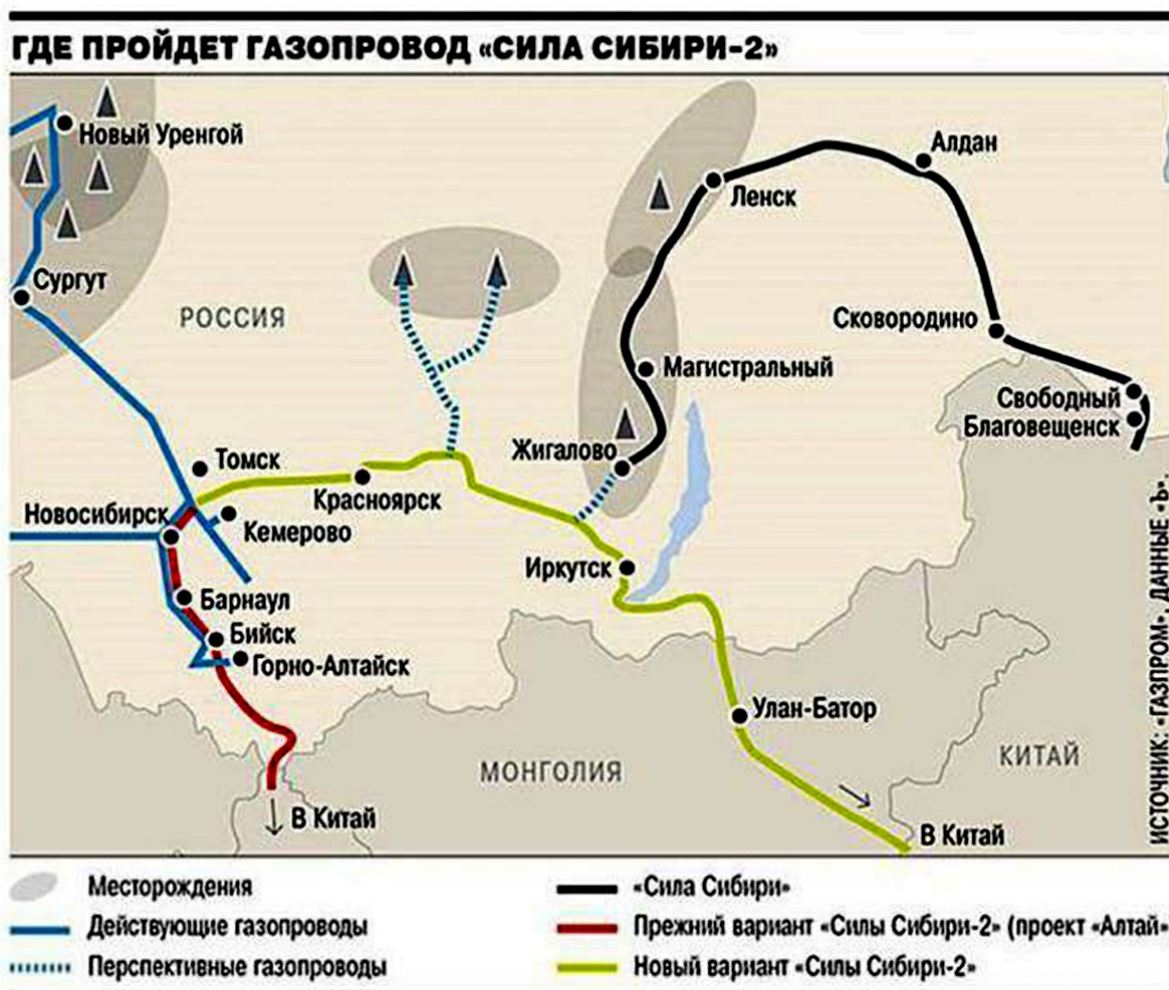 ГДЕ ПРОЙДЕТ ГАЗОПРОВОД «СИЛА СИБИРИ-2»
Новый Уренгой
Алдан
Ленск
Сургут
РОССИЯ
Сковородино
Магистральный
Свободный
Благовещенск
Жигалово
Томск
Красноярск
Новосибирск
Кемерово
Иркутск
Барнаул
Бийск
Горно-Алтайск
Улан-Батор
КИТАЙ
МОНГОЛИЯ
В Китай
В Китай
ИСТОЧНИК: «ГАЗПРОМ», ДАННЫЕ «Ъ».
Месторождения
Действующие газопроводы
Перспективные газопроводы
«Сила Сибири»
Прежний вариант «Силы Сибири-2» (проект «Алтай»
Новый вариант «Силы Сибири-2»